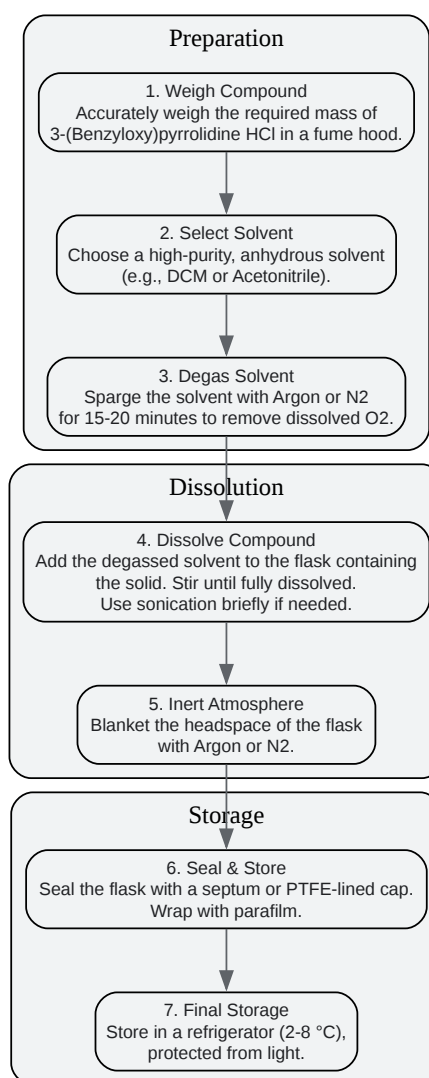 Preparation
1. Weigh Compound
Accurately weigh the required mass of
3-(Benzyloxy)pyrrolidine HCl in a fume hood.
2. Select Solvent
Choose a high-purity, anhydrous solvent
(e.g., DCM or Acetonitrile).
3. Degas Solvent
Sparge the solvent with Argon or N2
for 15-20 minutes to remove dissolved O2.
Dissolution
4. Dissolve Compound
Add the degassed solvent to the flask containing
the solid. Stir until fully dissolved.
Use sonication briefly if needed.
5. Inert Atmosphere
Blanket the headspace of the flask
with Argon or N2.
Storage
6. Seal & Store
Seal the flask with a septum or PTFE-lined cap.
Wrap with parafilm.
7. Final Storage
Store in a refrigerator (2-8 °C),
protected from light.